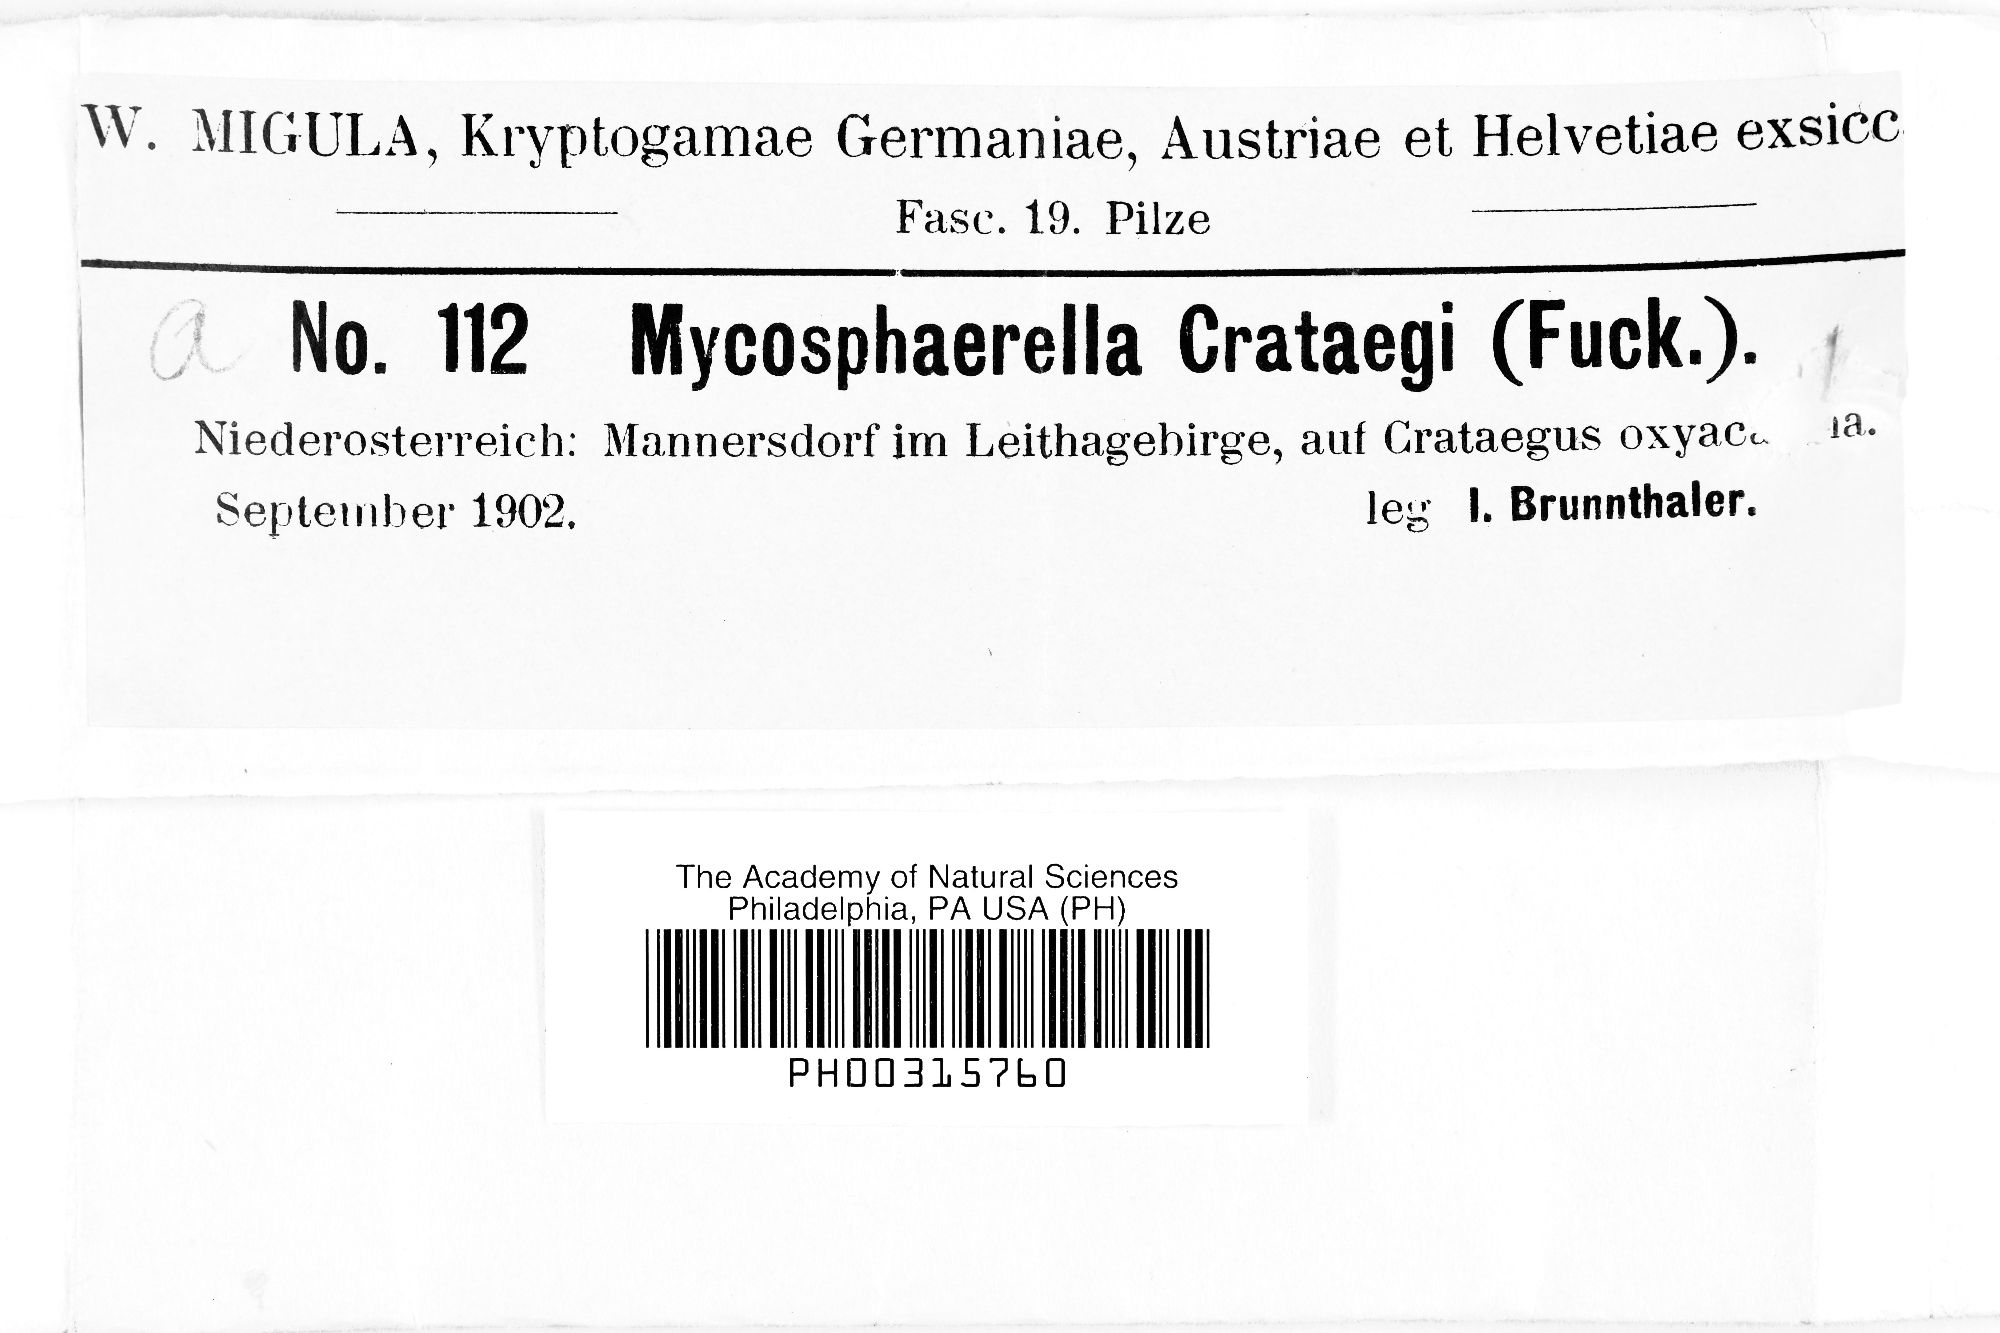 W. MIGULA, Kryptogamae Germaniae, Austriae et Helvetiae exsicc
Fasc. 19. Pilze
a No. 112 Mycosphaerella Crataegi (Fuck.).
Niederosterreich: Mannersdorf im Leithagebirge, auf Crataegus
September 1902. leg I. Brunnthaler.
The Academy of Natural Sciences
Philadelphia, PA USA (PH)
PH00315760